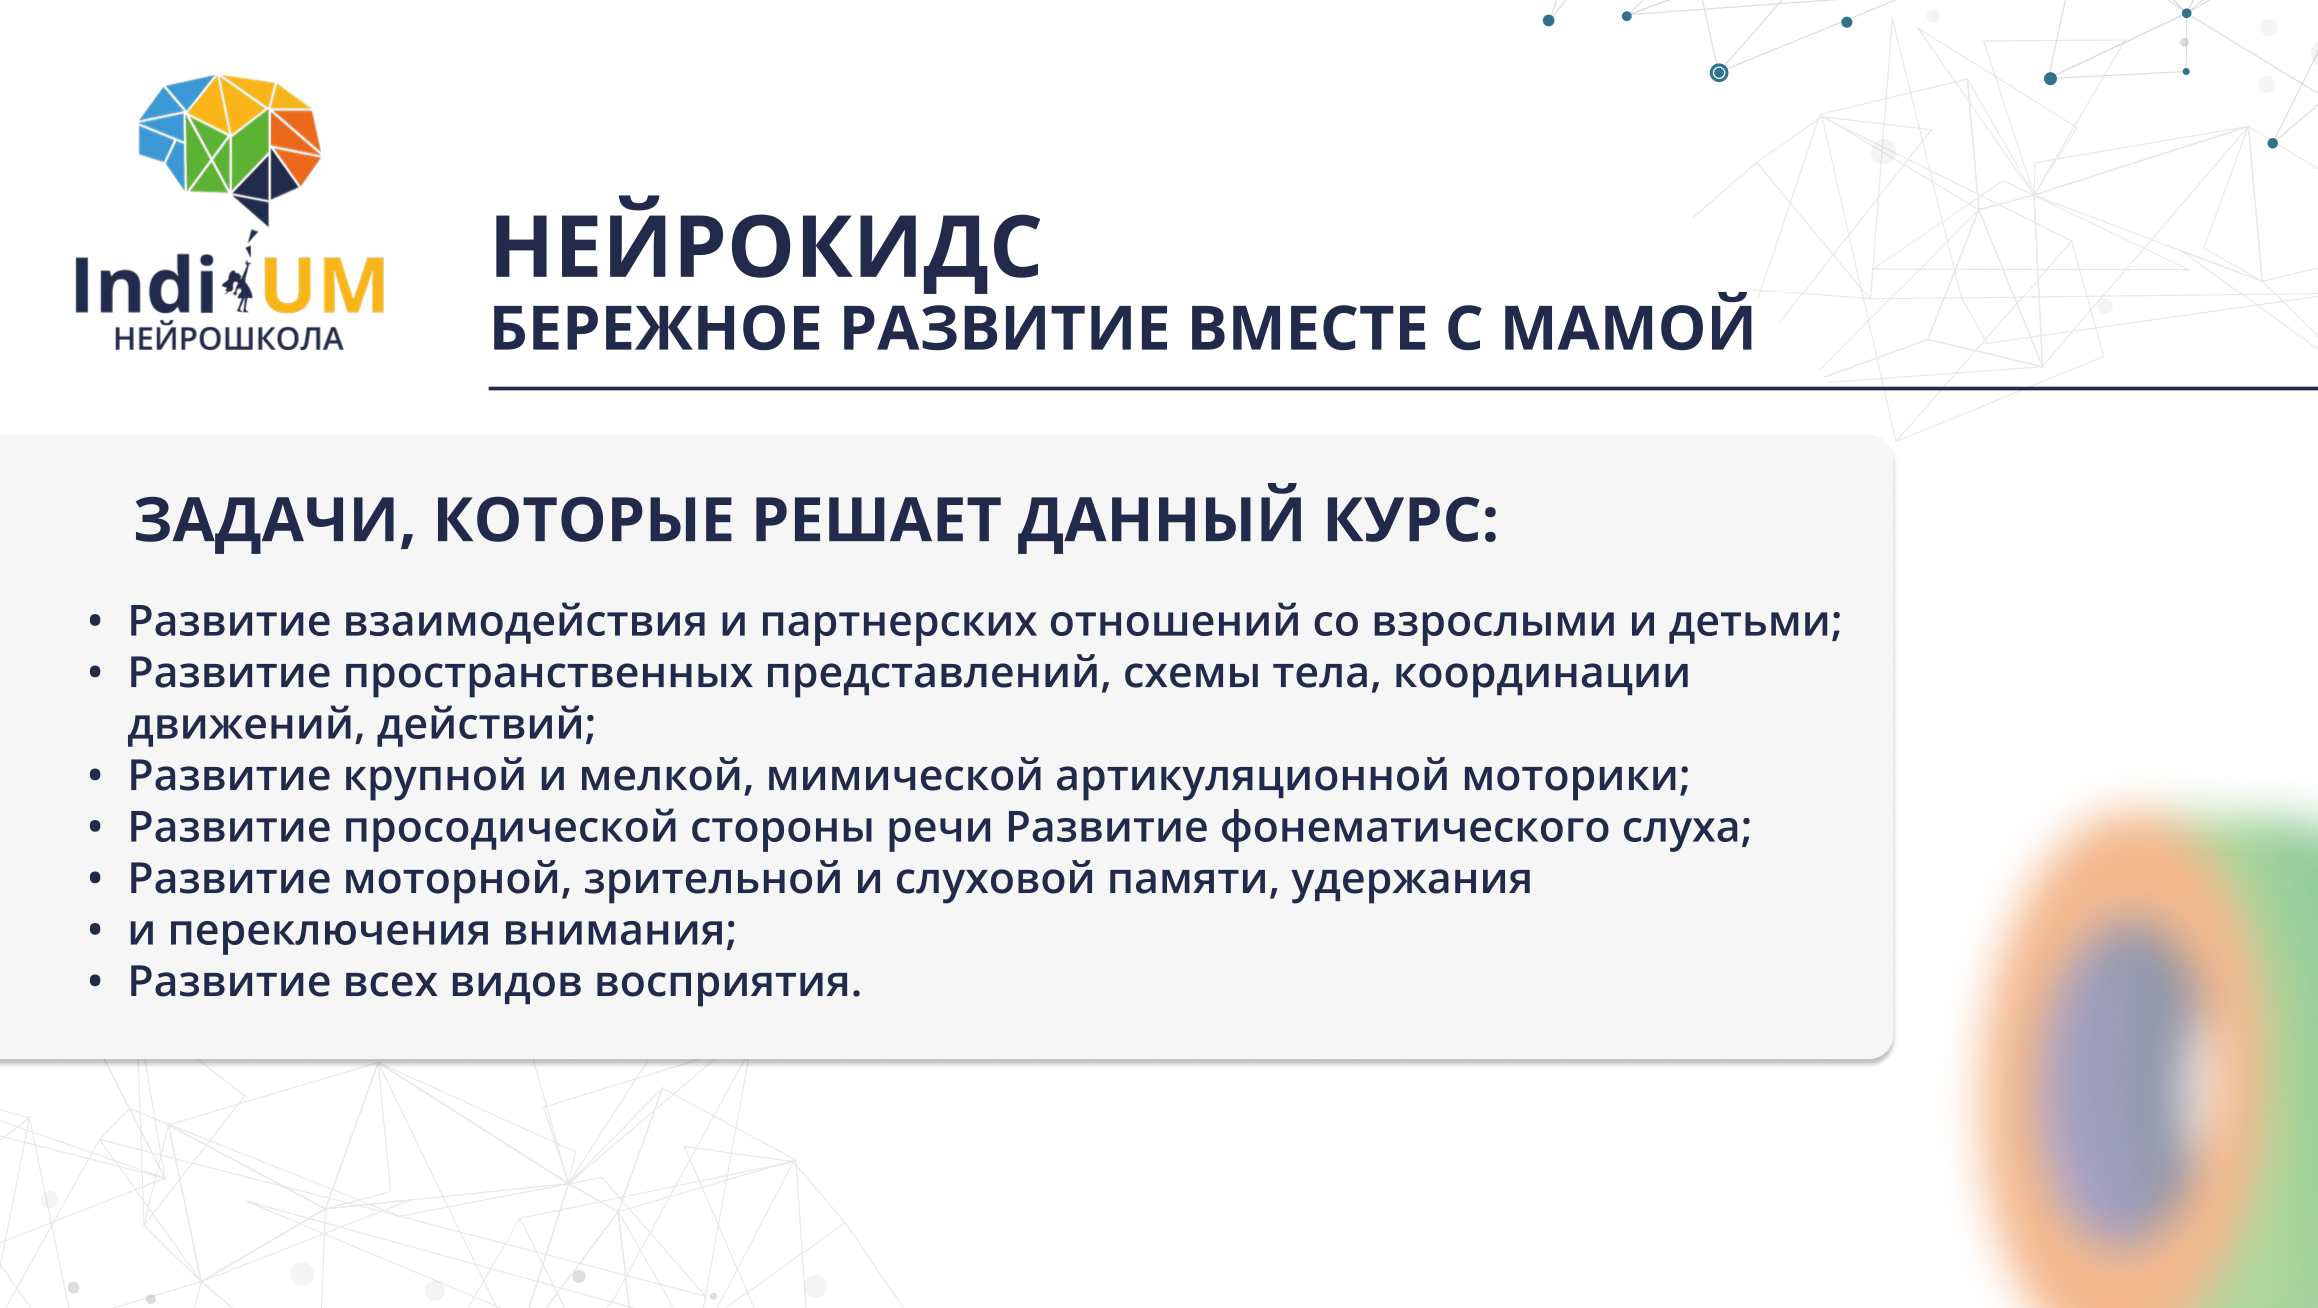 IndiUM
НЕЙРОШКОЛА
НЕЙРОКИДС
БЕРЕЖНОЕ РАЗВИТИЕ ВМЕСТЕ С МАМОЙ
ЗАДАЧИ, КОТОРЫЕ РЕШАЕТ ДАННЫЙ КУРС:
• Развитие взаимодействия и партнерских отношений со взрослыми и детьми;
• Развитие пространственных представлений, схемы тела, координации
движений, действий;
• Развитие крупной и мелкой, мимической артикуляционной моторики;
• Развитие просодической стороны речи Развитие фонематического слуха;
• Развитие моторной, зрительной и слуховой памяти, удержания
• и переключения внимания;
• Развитие всех видов восприятия.